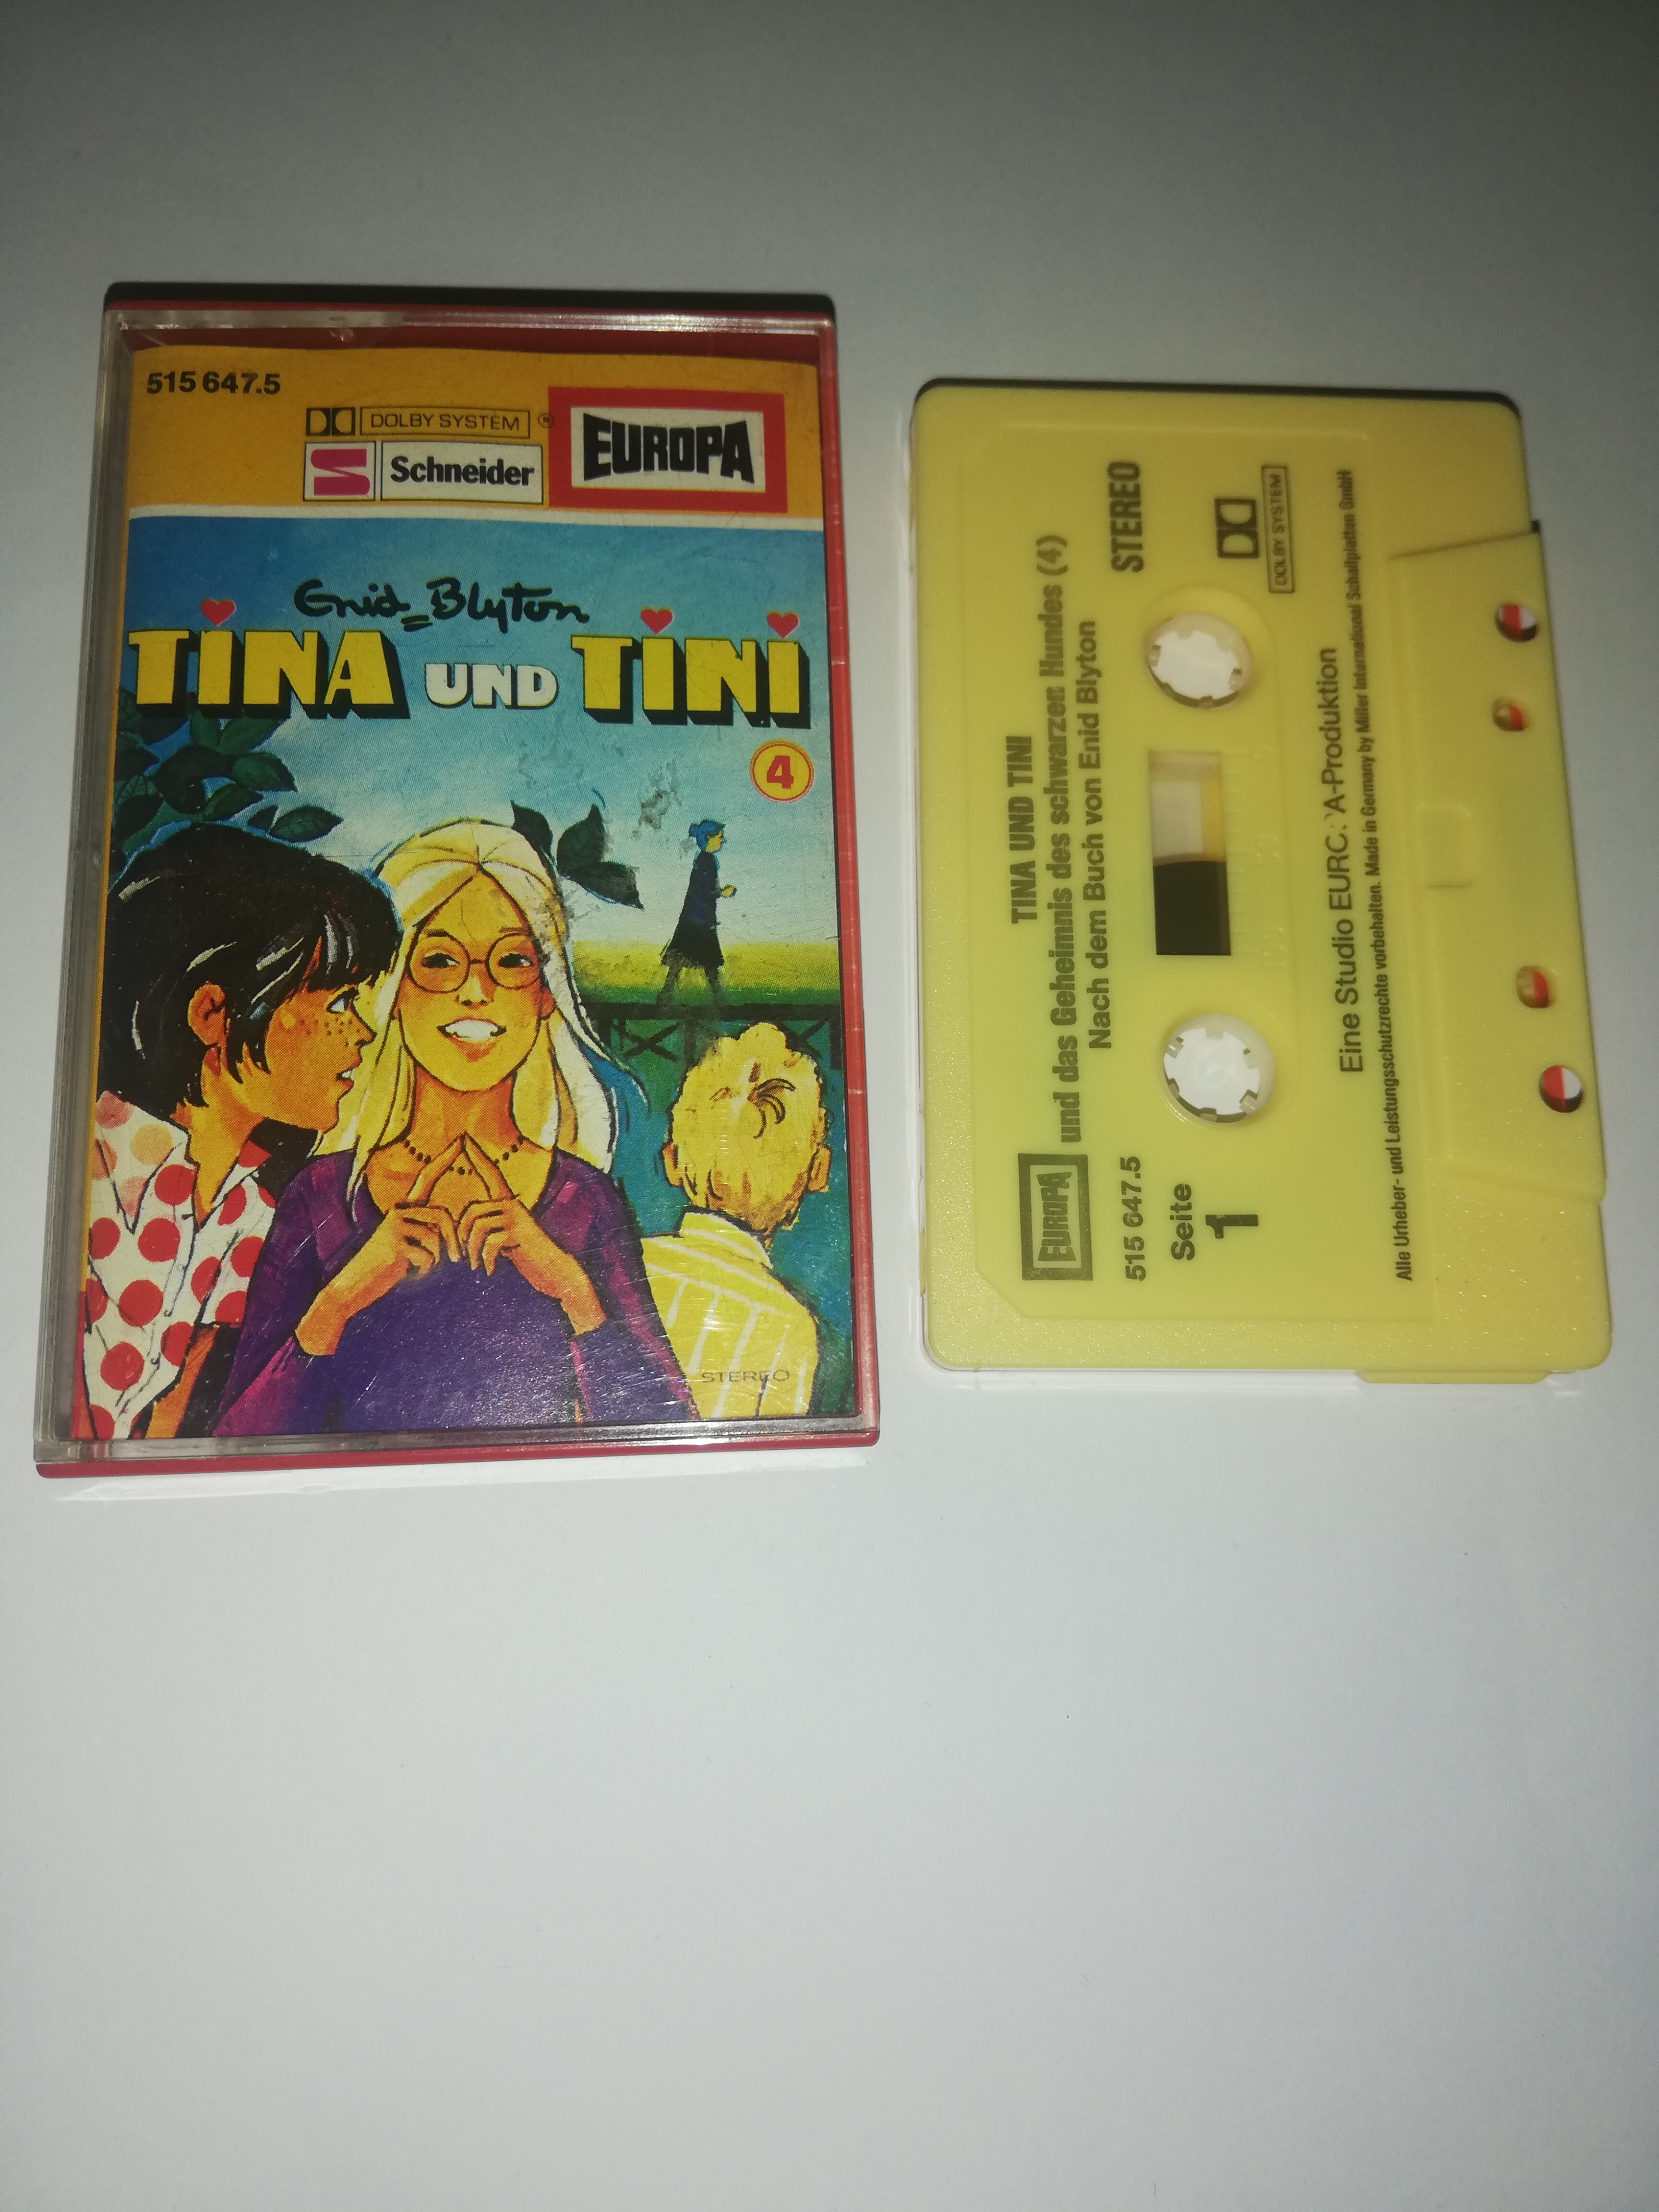 515 647.5
DOLBY SYSTEM ®
Schneider
EUROPA
Enid Blyton
TINA UND TINI
4
STEREO
TINA UND TINI
und das Geheimnis des schwarzen Hundes (4)
Nach dem Buch von Enid Blyton
EUROPA
515 647.5
STEREO
Seite
1
DOLBY SYSTEM
Eine Studio EUROPA-Produktion
Alle Urheber- und Leistungsschutzrechte vorbehalten. Made in Germany by Miller International Schallplatten GmbH